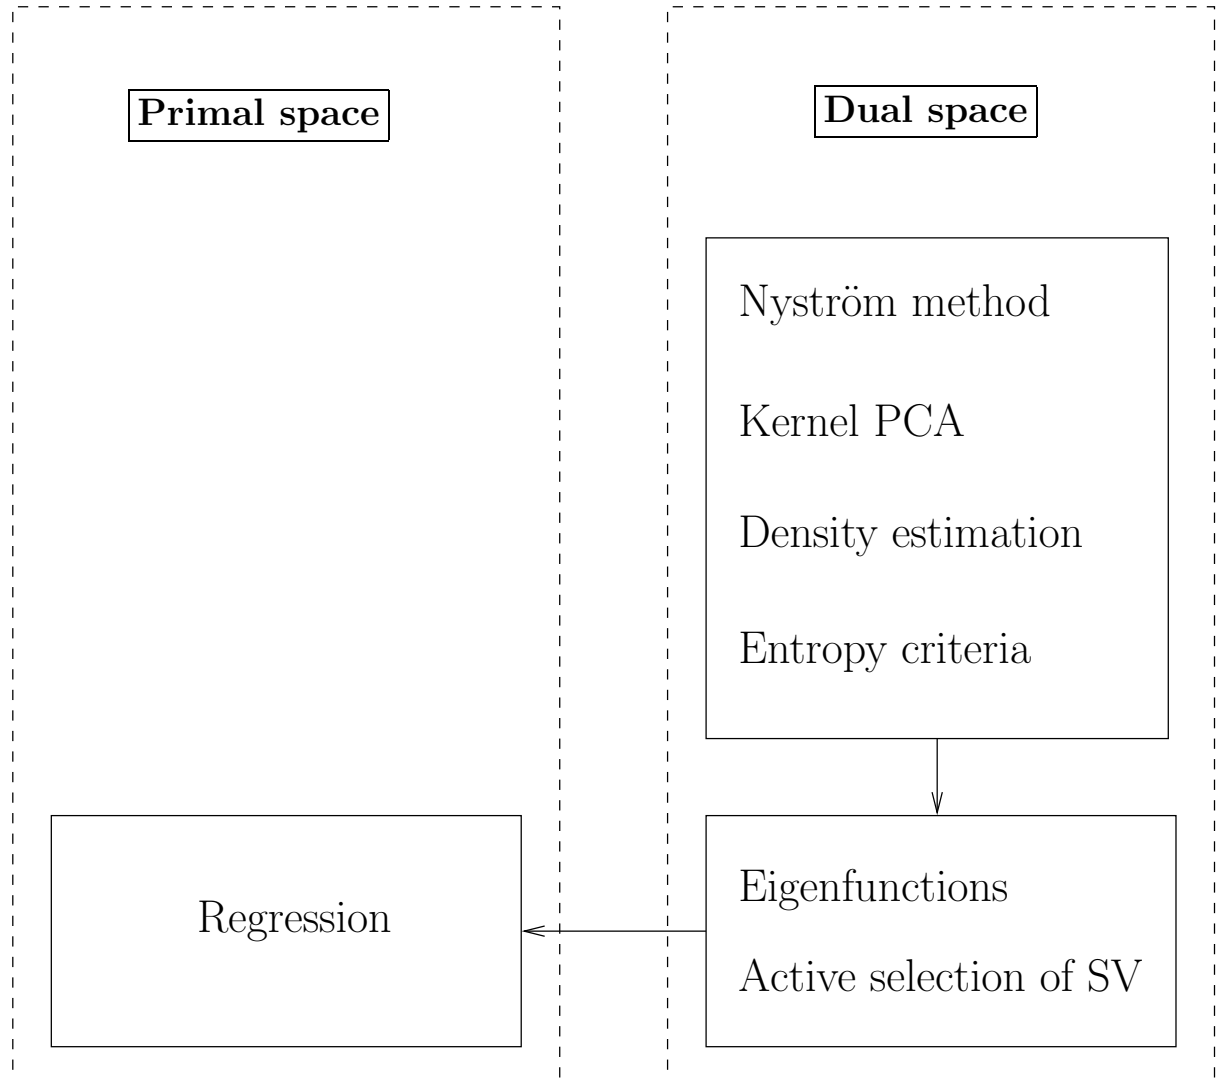 Primal space
Dual space
Nyström method
Kernel PCA
Density estimation
Entropy criteria
Regression
Eigenfunctions
Active selection of SV